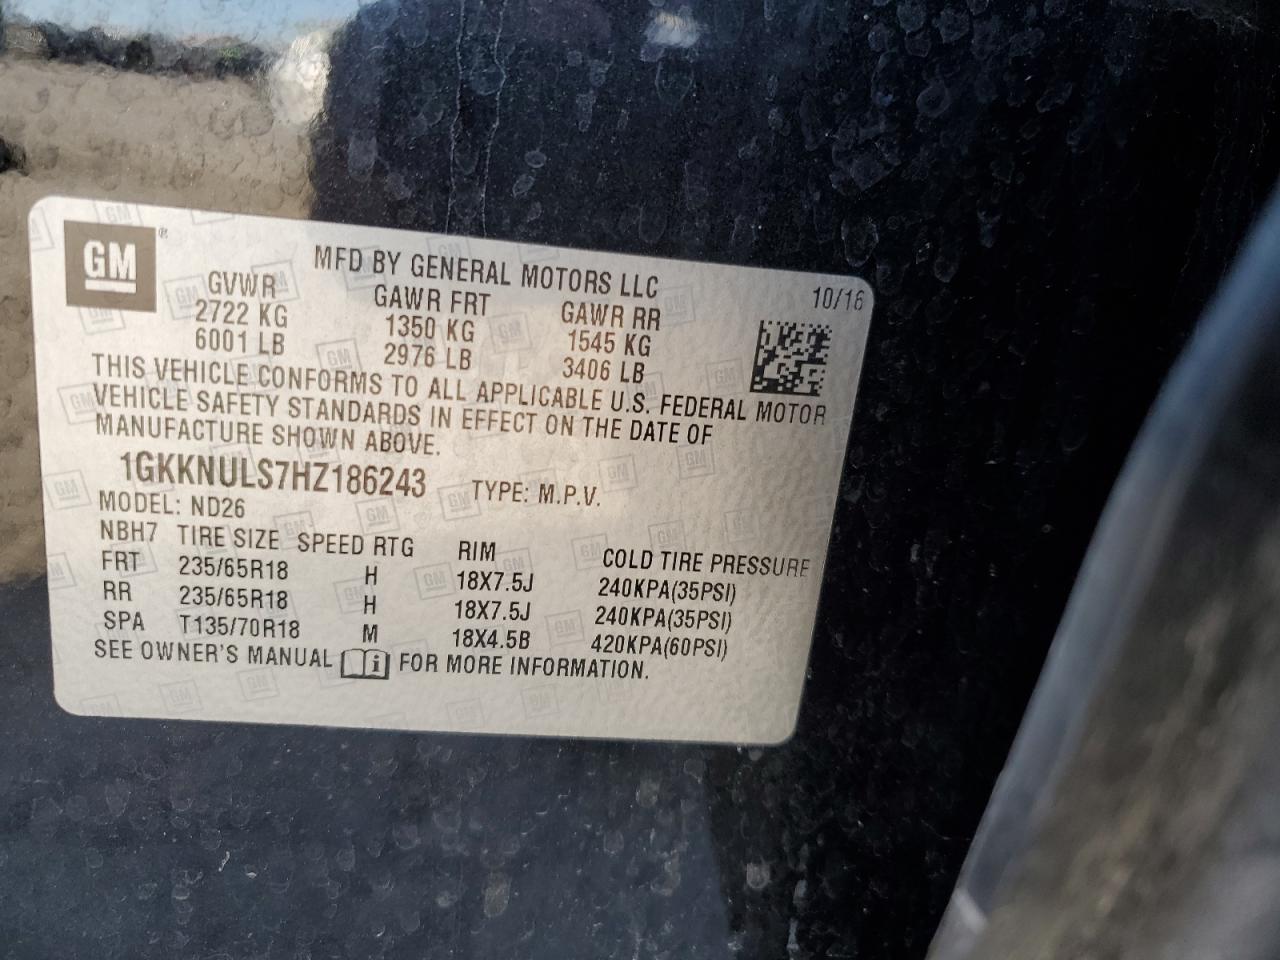 GM®
MFD BY GENERAL MOTORS LLC
10/16
GVWR GAWR FRT GAWR RR
2722 KG 1350 KG 1545 KG
6001 LB 2976 LB 3406 LB
THIS VEHICLE CONFORMS TO ALL APPLICABLE U.S. FEDERAL MOTOR
VEHICLE SAFETY STANDARDS IN EFFECT ON THE DATE OF
MANUFACTURE SHOWN ABOVE.
1GKKNULS7HZ186243 TYPE: M.P.V.
MODEL: ND26
NBH7 TIRE SIZE SPEED RTG RIM COLD TIRE PRESSURE
FRT 235/65R18 H 18X7.5J 240KPA(35PSI)
RR 235/65R18 H 18X7.5J 240KPA(35PSI)
SPA T135/70R18 M 18X4.5B 420KPA(60PSI)
SEE OWNER'S MANUAL i FOR MORE INFORMATION.